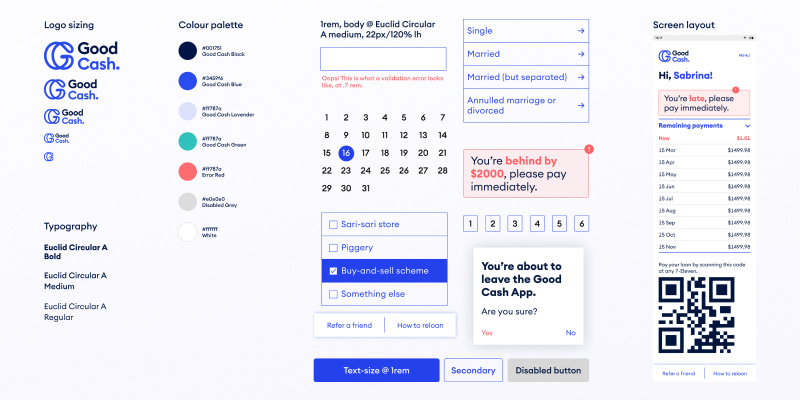 Logo sizing
Good
Cash.
Good
Cash.
Good
Cash.
Good
Cash.
Typography
Euclid Circular A
Bold
Euclid Circular A
Medium
Euclid Circular A
Regular
Colour palette
#001751
Good Cash Black
#3459f6
Good Cash Blue
#ff787a
Good Cash Lavender
#ff787a
Good Cash Green
#ff787a
Error Red
#e0e0e0
Disabled Grey
#ffffff
White
1rem, body @ Euclid Circular
A medium, 22px/120% lh
Oops! This is what a validation error looks
like, at .7 rem.
1 2 3 4 5 6 7
8 9 10 11 12 13 14
15 16 17 18 19 20 21
22 23 24 25 26 27 28
29 30 31
Sari-sari store
Piggery
Buy-and-sell scheme
Something else
Refer a friend How to reloan
Text-size @ 1rem Secondary Disabled button
Single
Married
Married (but separated)
Annulled marriage or
divorced
!
You're behind by
$2000, please pay
immediately.
1 2 3 4 5 6
You're about to
leave the Good
Cash App.
Are you sure?
Yes No
Screen layout
Good
Cash.
MENU
Hi, Sabrina!
!
You're late, please
pay immediately.
Remaining payments
Now $1.01
15 Mar $1499.98
15 Apr $1499.98
15 May $1499.98
15 Jun $1499.98
15 Jul $1499.98
15 Aug $1499.98
15 Sep $1499.98
15 Oct $1499.98
15 Nov $1499.98
Pay your loan by scanning this code
at any 7-Eleven.
Refer a friend How to reloan